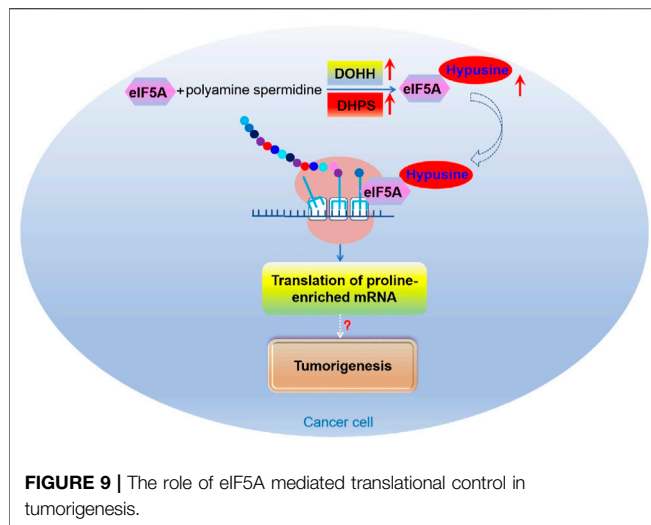 DOHH
Hypusine
eIF5A +polyamine spermidine
eIF5A
DHPS
Hypusine
eIF5A
Translation of proline-
enriched mRNA
?
Tumorigenesis
Cancer cell
FIGURE 9 | The role of eIF5A mediated translational control in
tumorigenesis.